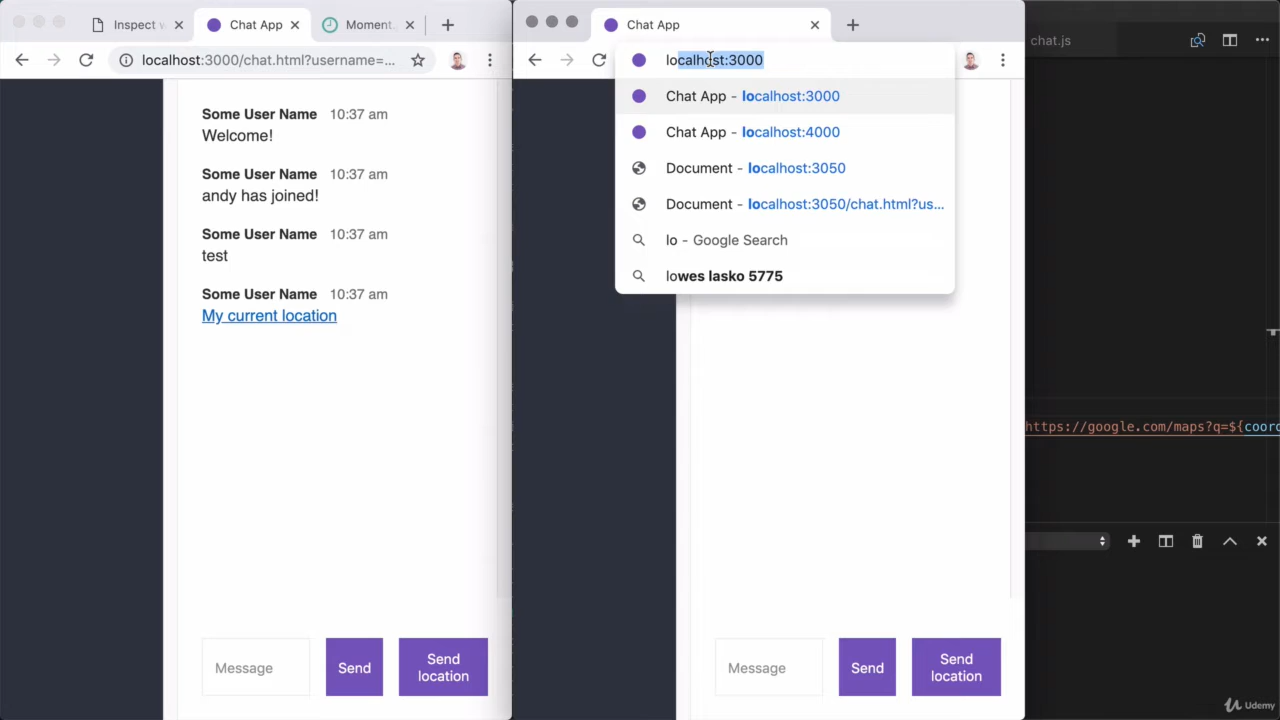 Inspect w
Chat App
Moment.
localhost:3000/chat.html?username=...
Some User Name 10:37 am
Welcome!
Some User Name 10:37 am
andy has joined!
Some User Name 10:37 am
test
Some User Name 10:37 am
My current location
Message
Send
Send location
Chat App
localhost:3000
Chat App - localhost:3000
Chat App - localhost:4000
Document - localhost:3050
Document - localhost:3050/chat.html?us...
lo - Google Search
lowes lasko 5775
Message
Send
Send location
chat.js
https://google.com/maps?q=${coord
Udemy